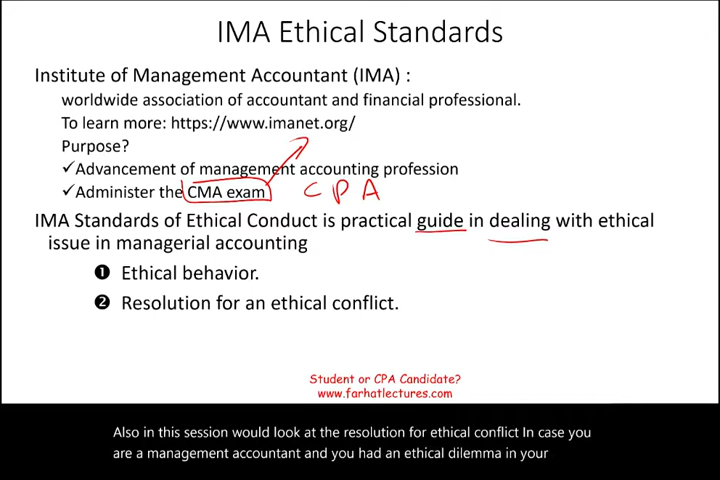 IMA Ethical Standards
Institute of Management Accountant (IMA) :
worldwide association of accountant and financial professional.
To learn more: https://www.imanet.org/
Purpose?
✓Advancement of management accounting profession
✓Administer the CMA exam CPA
IMA Standards of Ethical Conduct is practical guide in dealing with ethical
issue in managerial accounting
❶ Ethical behavior.
❷ Resolution for an ethical conflict.
Student or CPA Candidate?
www.farhatlectures.com
Also in this session would look at the resolution for ethical conflict In case you
are a management accountant and you had an ethical dilemma in your